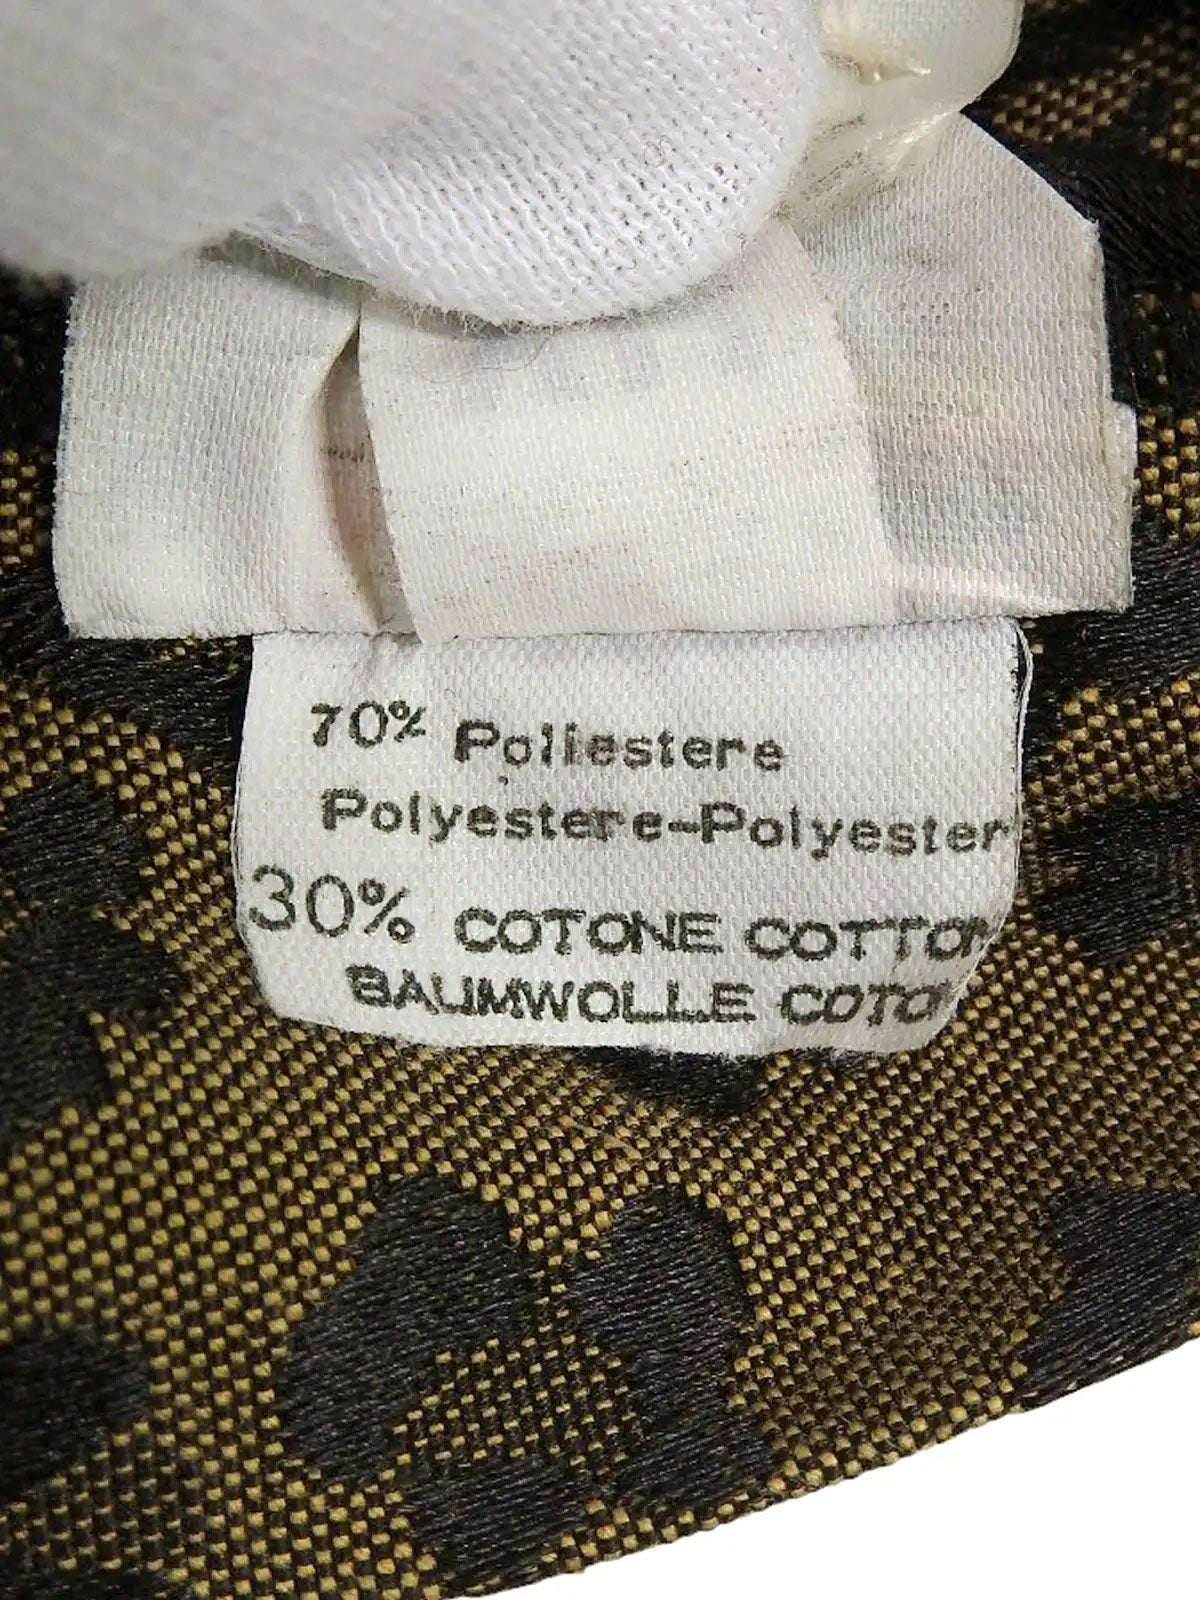 70% Poliestere
Polyestere-Polyester
30% COTONE COTTON
BAUMWOLLE COTON